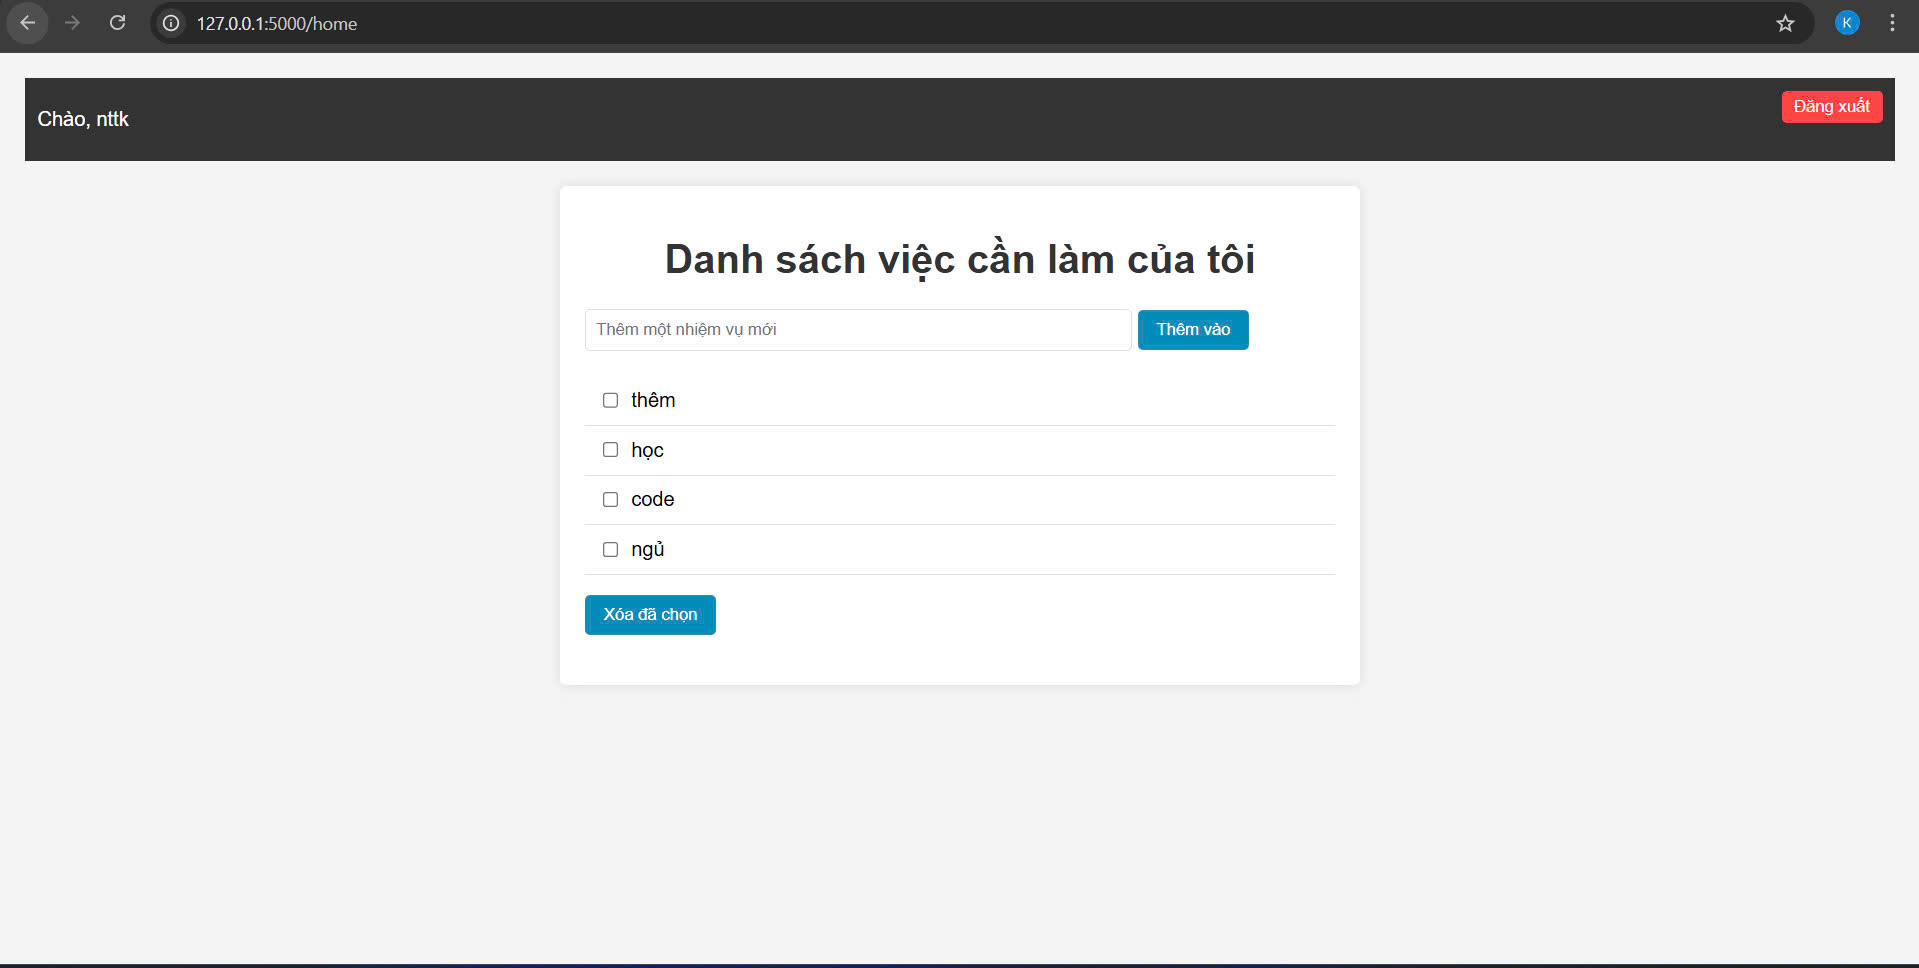 127.0.0.1:5000/home
K
Chào, nttk
Đăng xuất
Danh sách việc cần làm của tôi
Thêm một nhiệm vụ mới
Thêm vào
thêm
học
code
ngủ
Xóa đã chọn